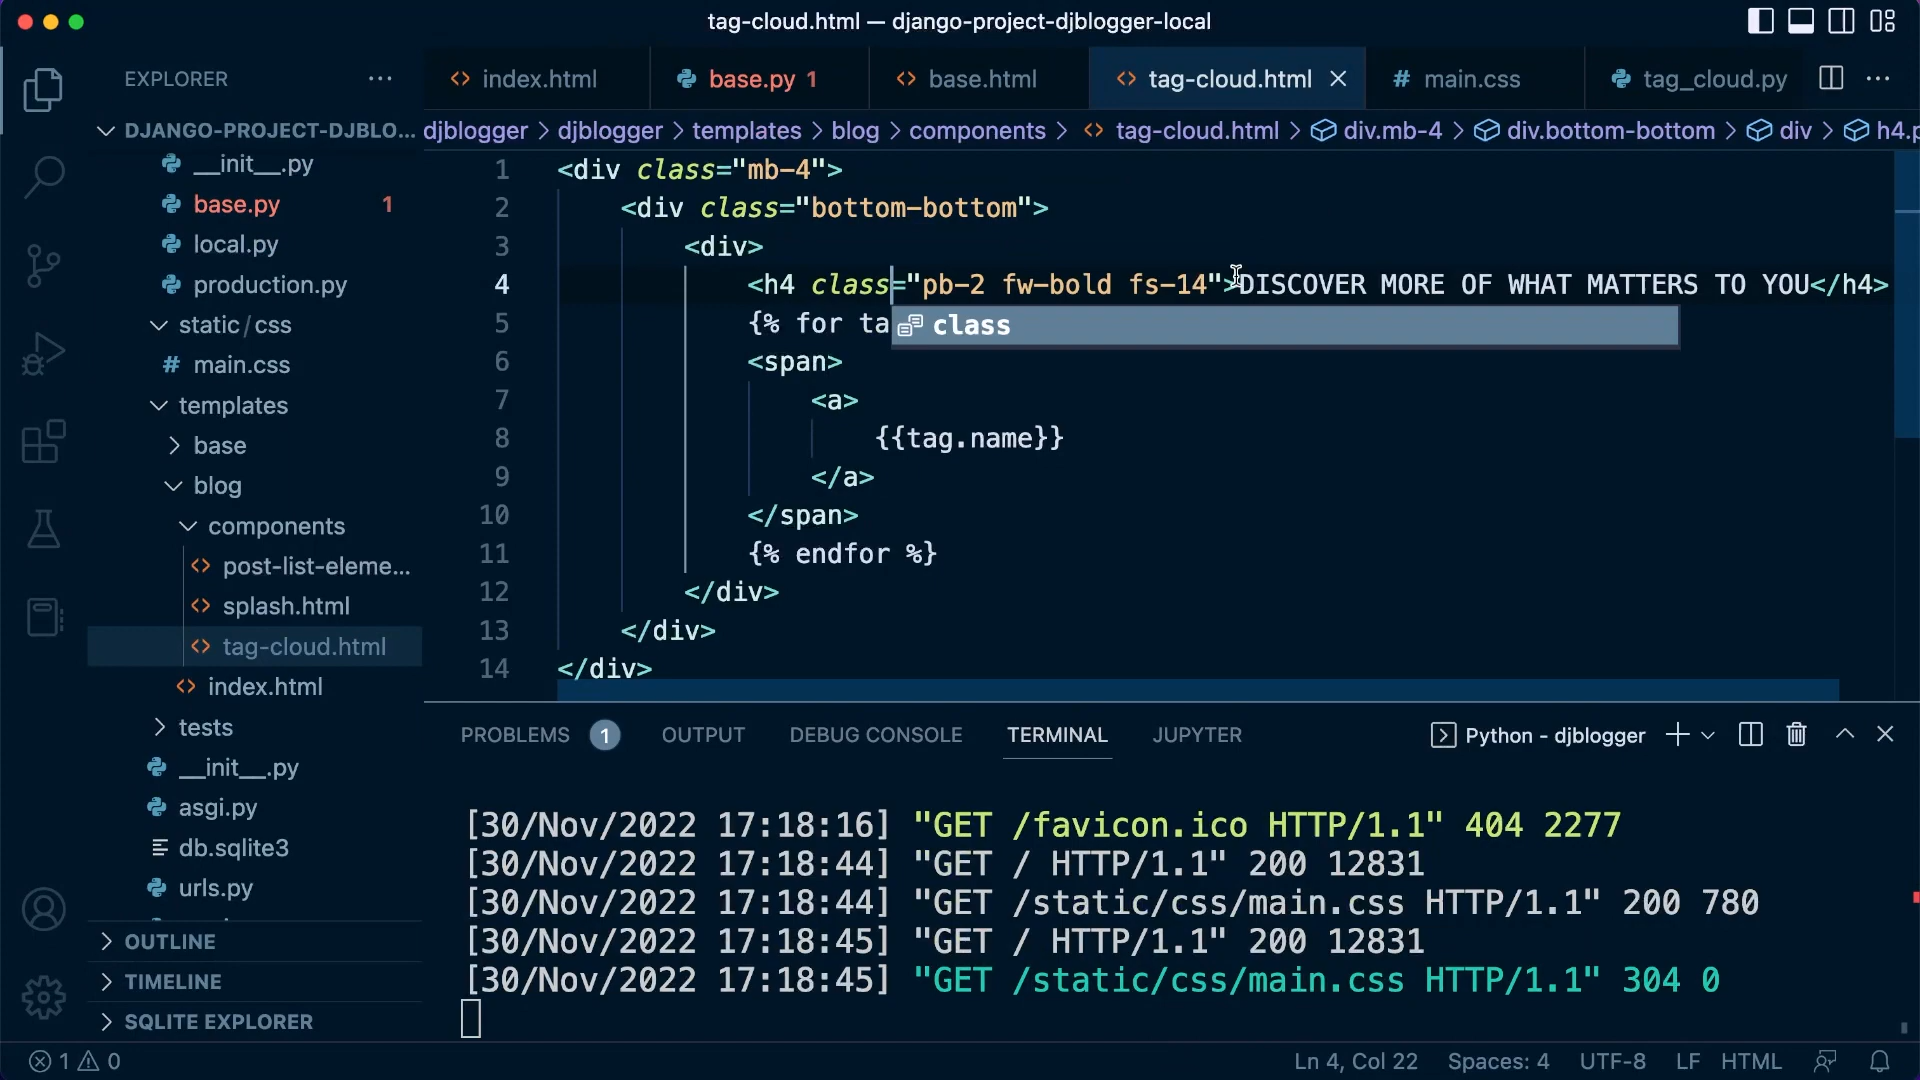 tag-cloud.html — django-project-djblogger-local
EXPLORER
index.html
base.py 1
base.html
tag-cloud.html
# main.css
tag_cloud.py
DJANGO-PROJECT-DJBLO...
djblogger > djblogger > templates > blog > components > tag-cloud.html > div.mb-4 > div.bottom-bottom > div > h4.p
__init__.py
base.py 1
local.py
production.py
static/css
# main.css
templates
base
blog
components
post-list-eleme...
splash.html
tag-cloud.html
index.html
tests
__init__.py
asgi.py
db.sqlite3
urls.py
OUTLINE
TIMELINE
SQLITE EXPLORER
1 <div class="mb-4">
2 <div class="bottom-bottom">
3 <div>
4 <h4 class="pb-2 fw-bold fs-14">DISCOVER MORE OF WHAT MATTERS TO YOU</h4>
5 {% for ta
class
6 <span>
7 <a>
8 {{tag.name}}
9 </a>
10 </span>
11 {% endfor %}
12 </div>
13 </div>
14 </div>
PROBLEMS 1 OUTPUT DEBUG CONSOLE TERMINAL JUPYTER Python - djblogger
[30/Nov/2022 17:18:16] "GET /favicon.ico HTTP/1.1" 404 2277
[30/Nov/2022 17:18:44] "GET / HTTP/1.1" 200 12831
[30/Nov/2022 17:18:44] "GET /static/css/main.css HTTP/1.1" 200 780
[30/Nov/2022 17:18:45] "GET / HTTP/1.1" 200 12831
[30/Nov/2022 17:18:45] "GET /static/css/main.css HTTP/1.1" 304 0
1 0 Ln 4, Col 22 Spaces: 4 UTF-8 LF HTML